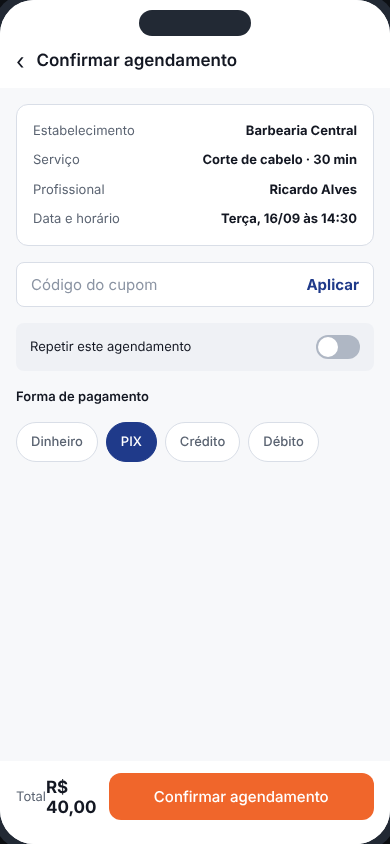 ‹ Confirmar agendamento
Estabelecimento Barbearia Central
Serviço Corte de cabelo · 30 min
Profissional Ricardo Alves
Data e horário Terça, 16/09 às 14:30
Código do cupom Aplicar
Repetir este agendamento
Forma de pagamento
Dinheiro PIX Crédito Débito
Total R$ 40,00 Confirmar agendamento